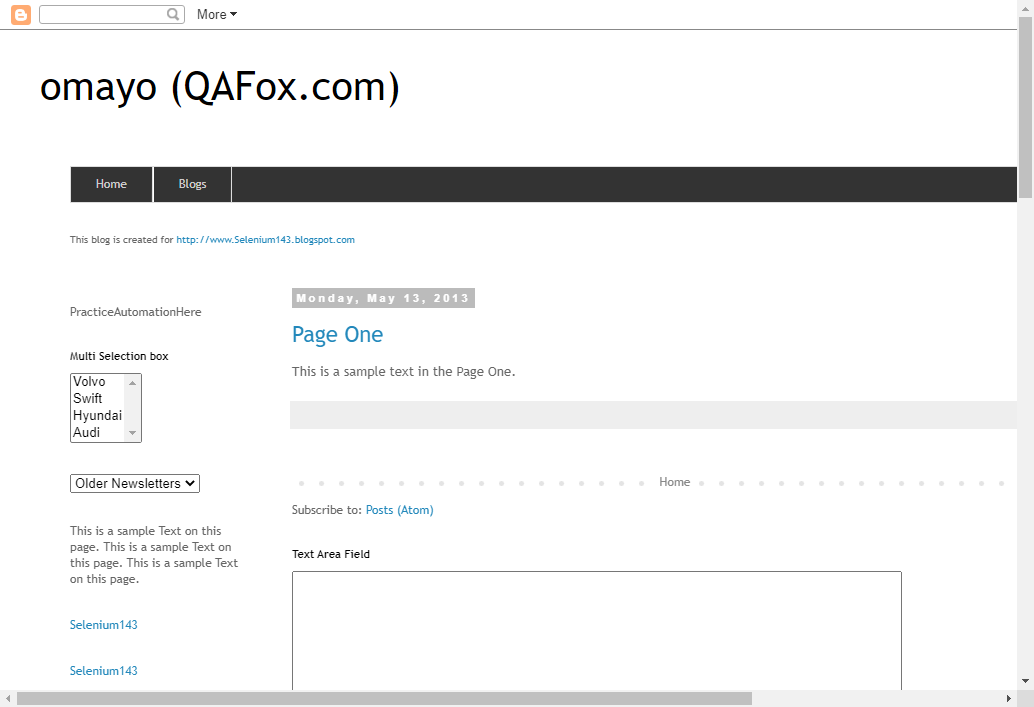 More
omayo (QAFox.com)
Home
Blogs
This blog is created for http://www.Selenium143.blogspot.com
PracticeAutomationHere
Multi Selection box
Volvo
Swift
Hyundai
Audi
Older Newsletters
This is a sample Text on this
page. This is a sample Text on
this page. This is a sample Text
on this page.
Selenium143
Selenium143
Monday, May 13, 2013
Page One
This is a sample text in the Page One.
Home
Subscribe to: Posts (Atom)
Text Area Field